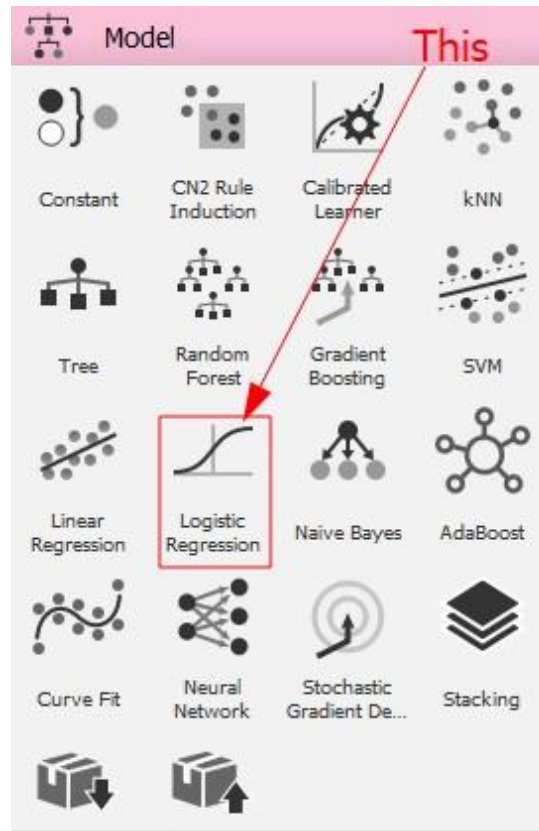 Model
This
Constant
CN2 Rule
Induction
Calibrated
Learner
kNN
Tree
Random
Forest
Gradient
Boosting
SVM
Linear
Regression
Logistic
Regression
Naive Bayes
AdaBoost
Curve Fit
Neural
Network
Stochastic
Gradient De...
Stacking